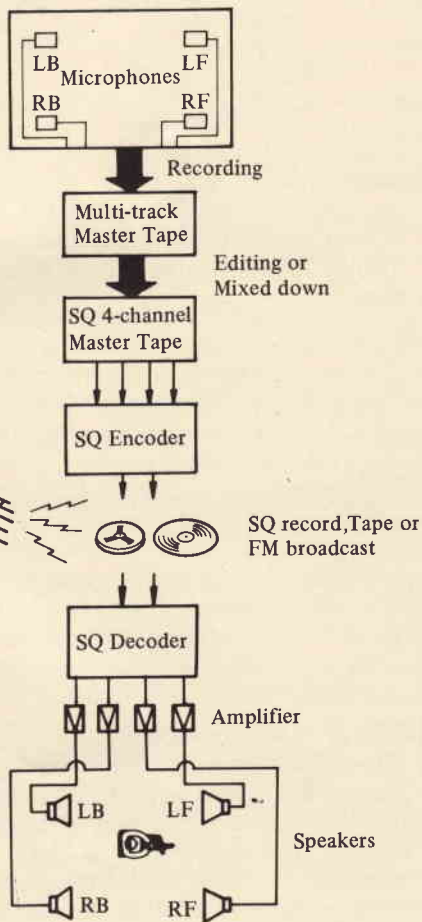 LB LF
Microphones
RB RF
Recording
Multi-track
Master Tape
Editing or
Mixed down
SQ 4-channel
Master Tape
SQ Encoder
SQ record,Tape or
FM broadcast
SQ Decoder
Amplifier
LB LF
Speakers
RB RF